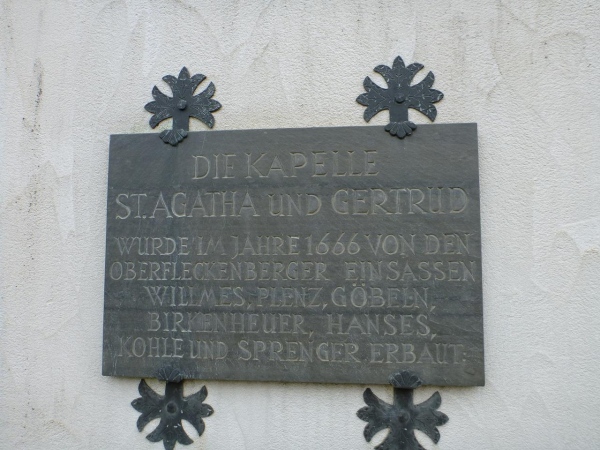 DIE KAPELLE
ST. AGATHA UND GERTRUD
WURDE IM JAHRE 1666 VON DEN
OBERFLECKENBERGER EINSASSEN
WILLMES, PLENZ, GÖBELN,
BIRKENHEUER, HANSES,
KOHLE UND SPRENGER ERBAUT.